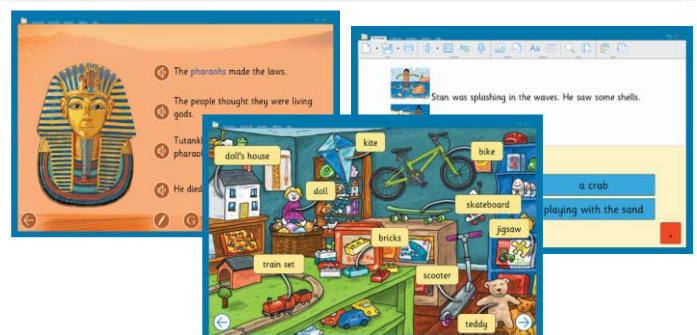 The pharaohs made the laws.
The people thought they were living
gods.
He died
Stan was splashing in the waves. He saw some shells.
a crab
playing with the sand
kite
bike
doll's house
doll
skateboard
jigsaw
bricks
train set
scooter
teddy